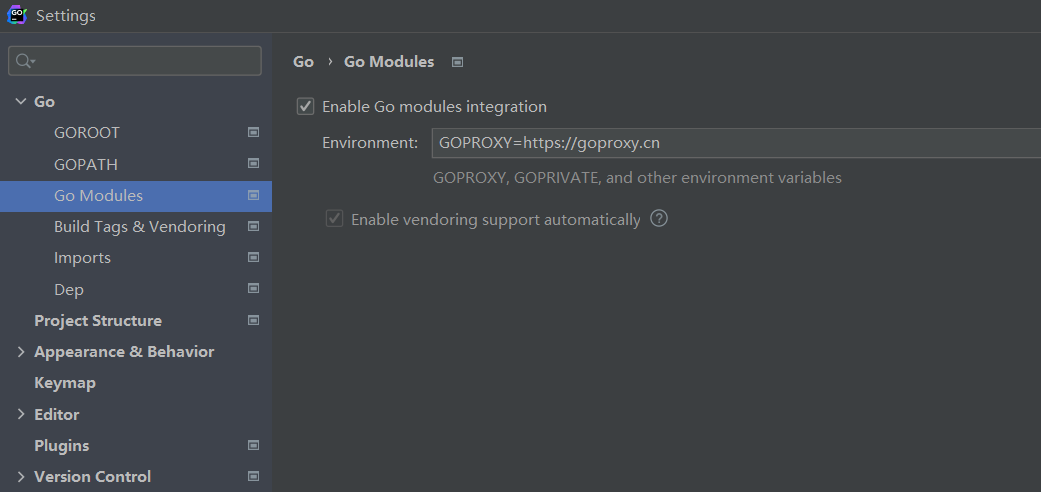 GO
Settings
Go
GOROOT
GOPATH
Go Modules
Build Tags & Vendoring
Imports
Dep
Project Structure
Appearance & Behavior
Keymap
Editor
Plugins
Version Control
Go › Go Modules
Enable Go modules integration
Environment: GOPROXY=https://goproxy.cn
GOPROXY, GOPRIVATE, and other environment variables
Enable vendoring support automatically ?